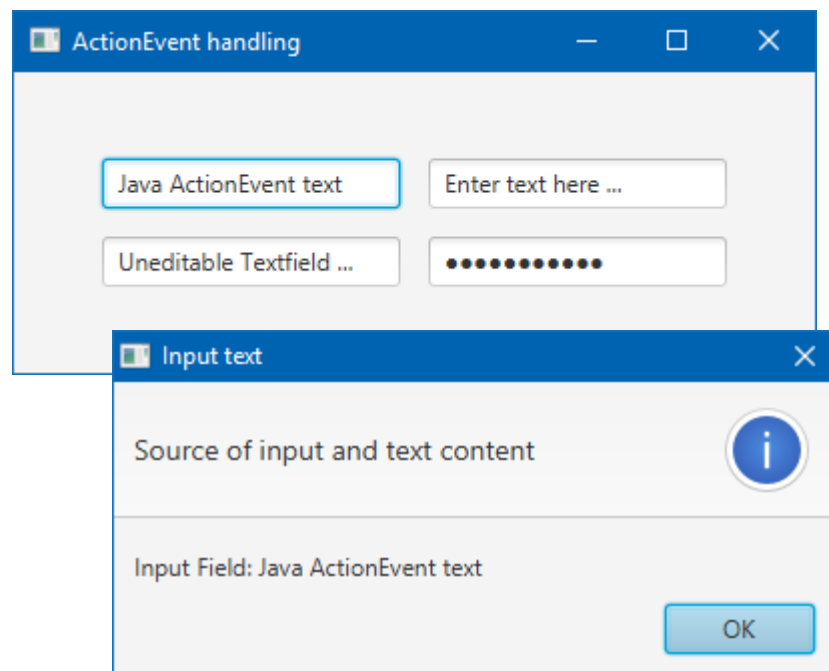 ActionEvent handling
Java ActionEvent text
Enter text here ...
Uneditable Textfield ...
●●●●●●●●●●●
Input text
Source of input and text content
i
Input Field: Java ActionEvent text
OK